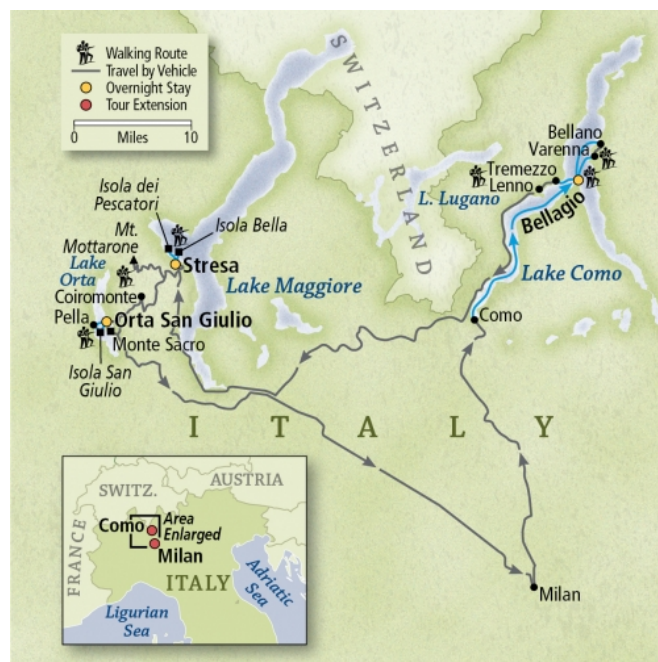 Walking Route
Travel by Vehicle
Overnight Stay
Tour Extension
0 Miles 10
SWITZERLAND
Bellano
Varenna
Tremezzo
Lenno
L. Lugano
Bellagio
Isola dei
Pescatori
Isola Bella
Mt.
Mottarone
Stresa
Lake
Orta
Lake Maggiore
Lake Como
Coiromonte
Pella
Orta San Giulio
Como
Monte Sacro
Isola San
Giulio
ITALY
SWITZ.
AUSTRIA
FRANCE
Como
Area
Enlarged
Milan
ITALY
Adriatic
Sea
Ligurian
Sea
Milan